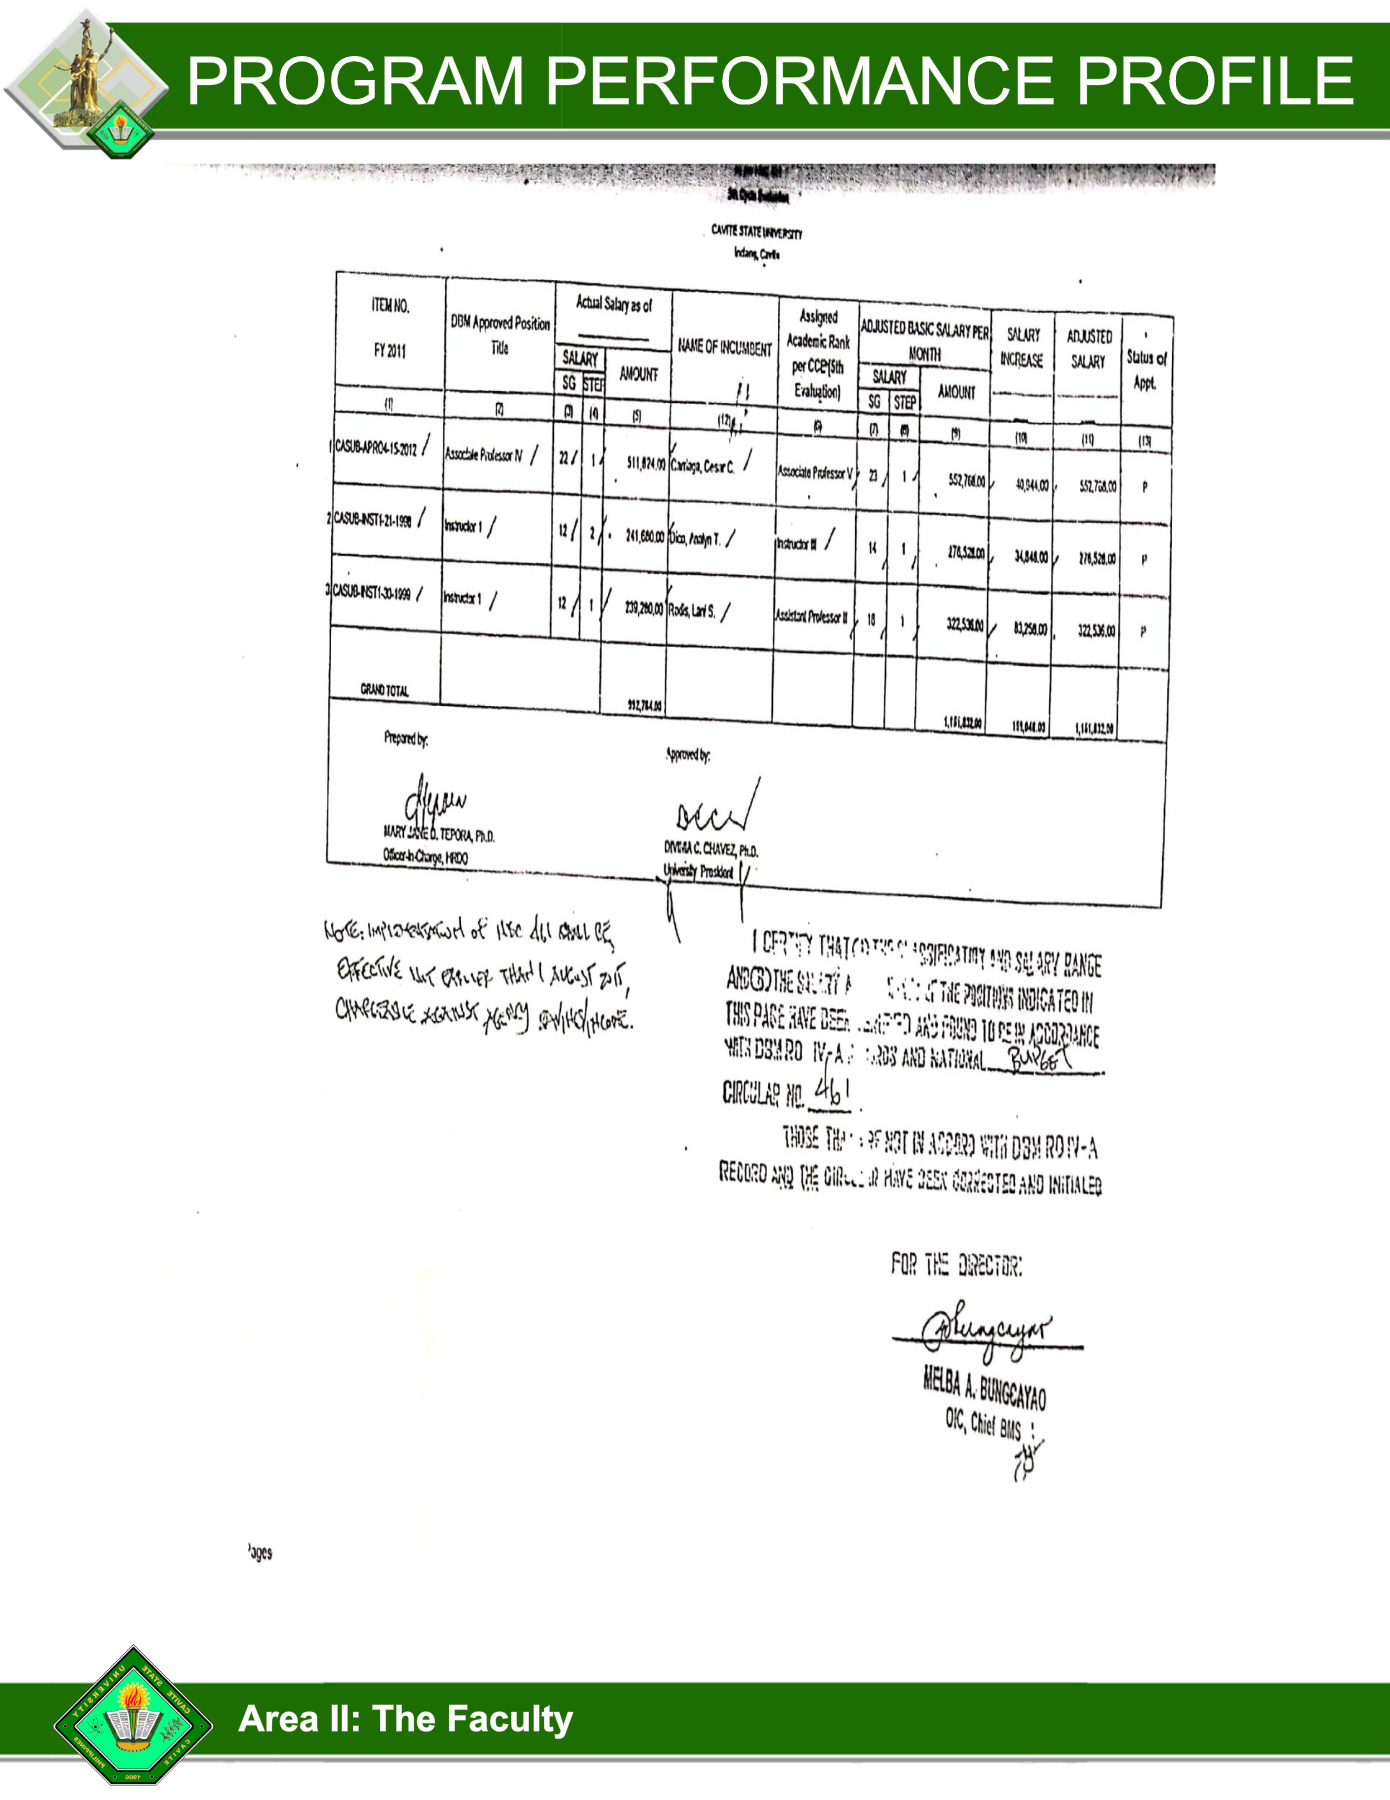 PROGRAM PERFORMANCE PROFILE
CAVITE STATE UNIVERSITY
Indang, Cavite
ITEM NO. FY 2011 | DBM Approved Position Title | Actual Salary as of | NAME OF INCUMBENT | Assigned Academic Rank per CCP(5th Evaluation) | ADJUSTED BASIC SALARY PER MONTH | SALARY INCREASE | ADJUSTED SALARY | Status of Appt.
SALARY | AMOUNT | SALARY | AMOUNT
SG | STEP | SG | STEP
(1) (2) (3) (4) (5) (12) (6) (7) (8) (9) (10) (11) (13)
1 CASUB-APRO4-15-2012 / Associate Professor IV / 22 / 1 / 511,824.00 Carriaga, Cesar C. / Associate Professor V / 23 / 1 / 552,768.00 / 40,944.00 / 552,768.00 P
2 CASUB-INST1-21-1998 / Instructor 1 / 12 / 2 / 241,680.00 Dico, Analyn T. / Instructor III / 14 / 1 / 276,528.00 / 34,848.00 / 276,528.00 P
3 CASUB-INST1-30-1999 / Instructor 1 / 12 / 1 / 239,280.00 Rodis, Lani S. / Assistant Professor II / 16 / 1 / 322,536.00 / 83,256.00 322,536.00 P
GRAND TOTAL 992,784.00 1,151,832.00 159,048.00 1,151,832.00
Prepared by: Approved by:
MARY JANE D. TEPORA, Ph.D.
Officer-In-Charge, HRDO
DIVINIA C. CHAVEZ, Ph.D.
University President
NOTE: IMPLEMENTATION of NBC 461 SHALL BE
EFFECTIVE NOT EARLIER THAN 1 AUGUST 2015,
CHARGEABLE AGAINST AGENCY
I CERTIFY THAT CLASSIFICATION AND SALARY RANGE
AND (B) THE SALARY OF THE POSITIONS INDICATED IN
THIS PAGE HAVE BEEN AND FOUND TO BE IN ACCORDANCE
WITH DBM RO IV-A AND NATIONAL BUDGET
CIRCULAR NO. 461.
THOSE THAT ARE NOT IN ACCORD WITH DBM RO IV-A
RECORD AND THE CIRCULAR HAVE BEEN CORRECTED AND INITIALED
FOR THE DIRECTOR:
MELBA A. BUNGCAYAO
OIC, Chief BMS
Pages
CAVITE STATE UNIVERSITY
CAVITE PHILIPPINES
1906
Area II: The Faculty